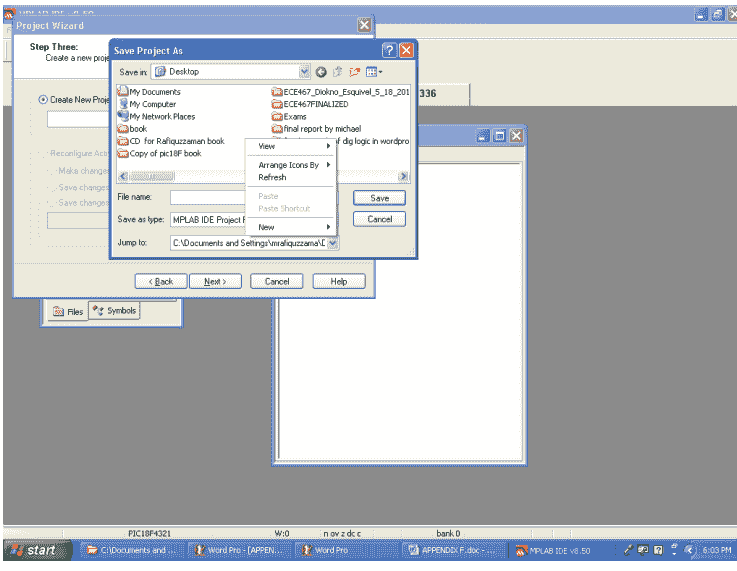 MPLAB IDE v8.50
Project Wizard
Step Three:
Create a new proje
Save Project As
Save in: Desktop
My Documents
My Computer
My Network Places
book
CD for Rafiquzzaman book
Copy of pic18F book
ECE467_Diokno_Esquivel_5_18_201
ECE467FINALIZED
Exams
final report by michael
of dig logic in wordpro
336
Create New Proje
Reconfigure Acti
Make changes
Save changes
Save changes
View
Arrange Icons By
Refresh
Paste
Paste Shortcut
New
File name:
Save
Save as type: MPLAB IDE Project F
Cancel
Jump to: C:\Documents and Settings\mrafiquzzama\D
< Back
Next >
Cancel
Help
Files
Symbols
PIC18F4321
W:0
n ov z dc c
bank 0
start
C:\Documents and ...
Word Pro - [APPEN...
Word Pro
APPENDIX F.doc - ...
MPLAB IDE v8.50
6:03 PM